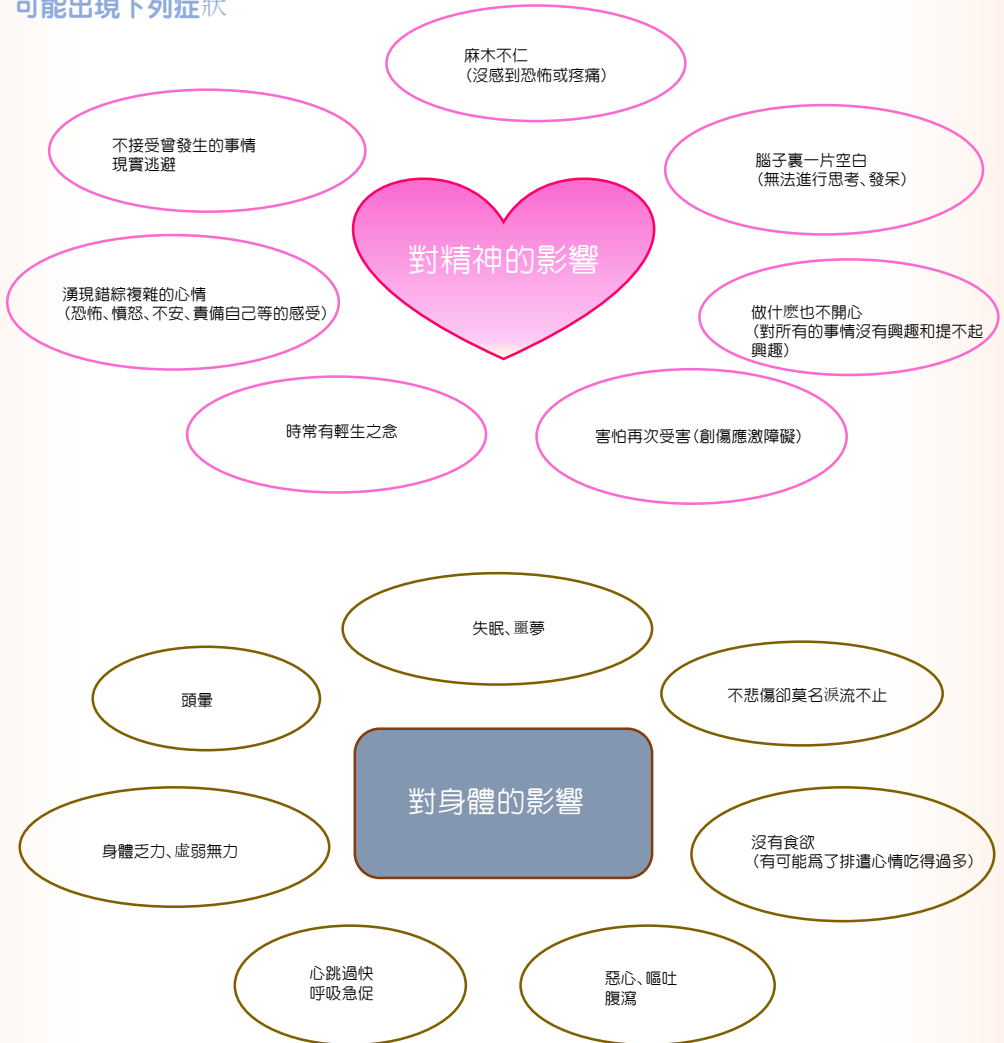 可能出現下列症狀
麻木不仁
（沒感到恐怖或疼痛）
不接受曾發生的事情
現實逃避
腦子裏一片空白
（無法進行思考、發呆）
對精神的影響
湧現錯綜複雜的心情
（恐怖、憤怒、不安、責備自己等的感受）
做什麽也不開心
（對所有的事情沒有興趣和提不起
興趣）
時常有輕生之念
害怕再次受害（創傷應激障礙）
失眠、噩夢
頭暈
不悲傷卻莫名淚流不止
對身體的影響
身體乏力、虛弱無力
沒有食欲
（有可能爲了排遣心情吃得過多）
心跳過快
呼吸急促
惡心、嘔吐
腹瀉